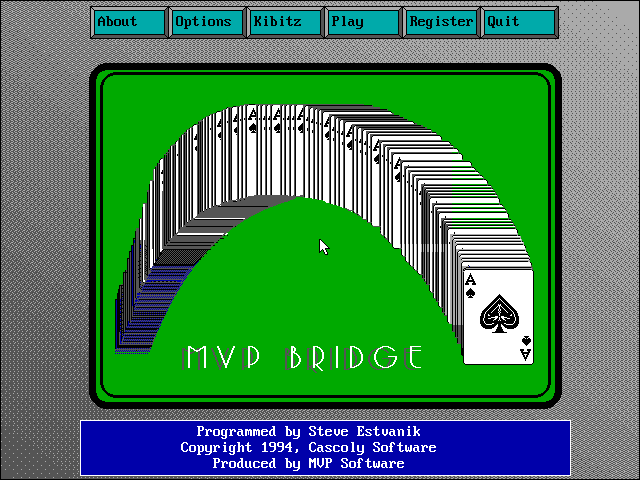 About Options Kibitz Play Register Quit
A
A A A A A A A
A
MVP BRIDGE
Programmed by Steve Estvanik
Copyright 1994, Cascoly Software
Produced by MVP Software